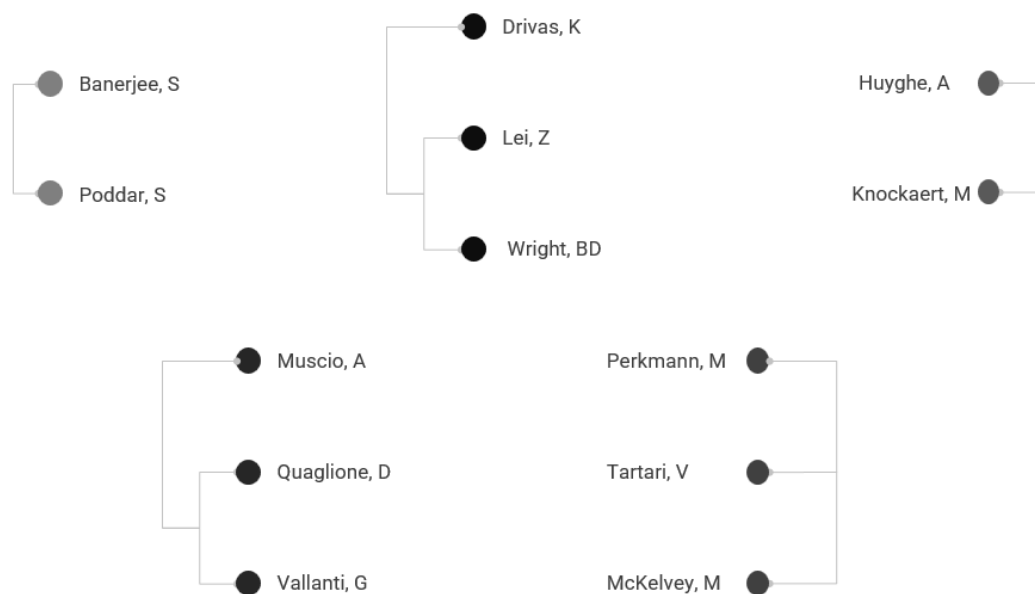 Drivas, K
Banerjee, S
Huyghe, A
Lei, Z
Poddar, S
Knockaert, M
Wright, BD
Muscio, A
Perkmann, M
Quaglione, D
Tartari, V
Vallanti, G
McKelvey, M